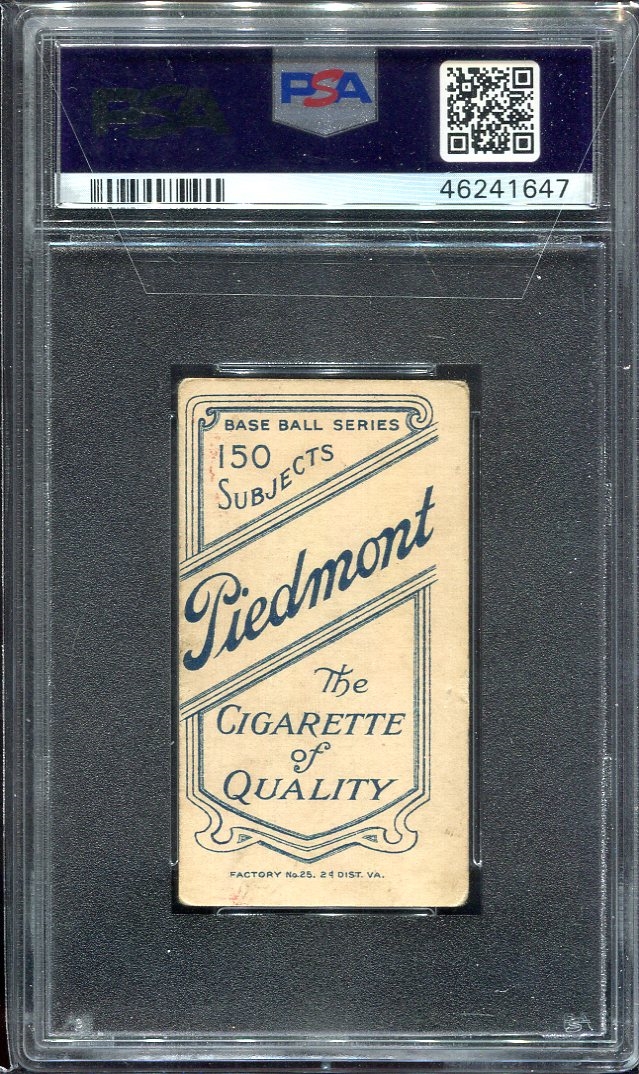 PSA
PSA
46241647
BASE BALL SERIES
150
SUBJECTS
Piedmont
The
CIGARETTE
of
QUALITY
FACTORY No. 25. 2d DIST. VA.